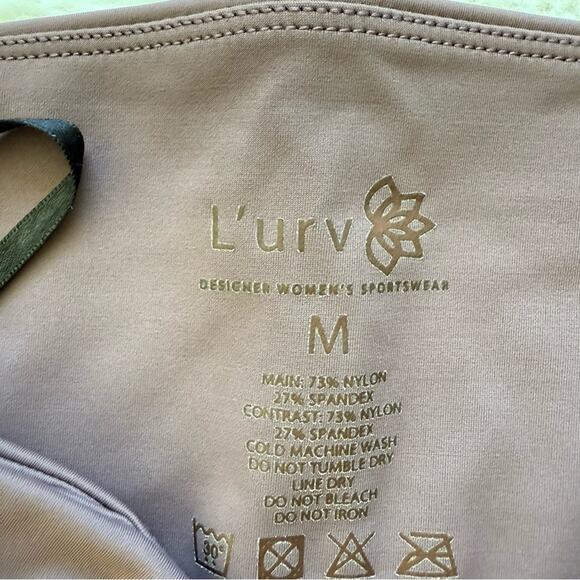 L'urv
DESIGNER WOMEN'S SPORTSWEAR
M
MAIN: 73% NYLON
27% SPANDEX
CONTRAST: 73% NYLON
27% SPANDEX
COLD MACHINE WASH
DO NOT TUMBLE DRY
LINE DRY
DO NOT BLEACH
DO NOT IRON
30°